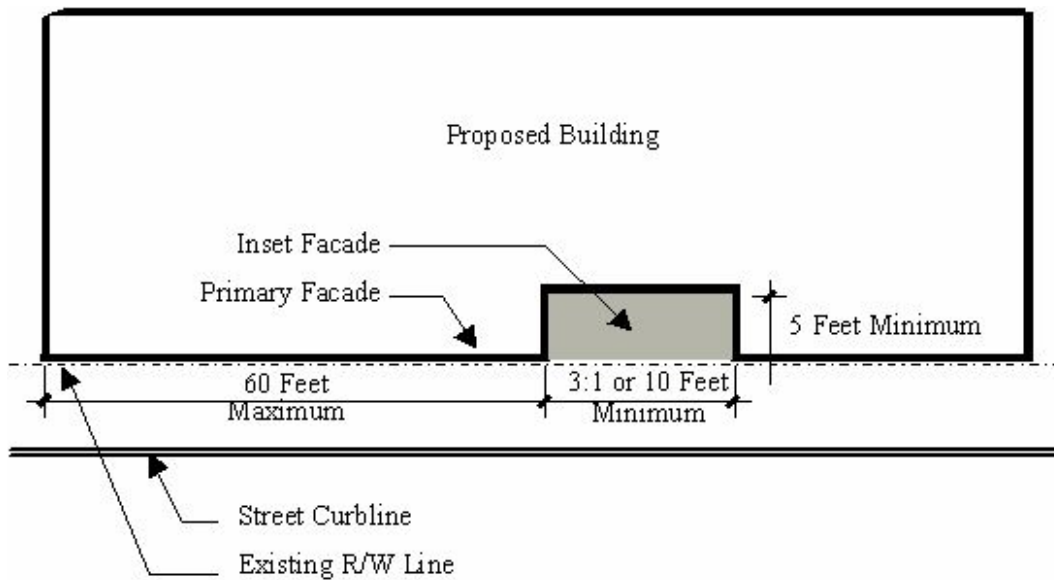 Proposed Building
Inset Facade
Primary Facade
5 Feet Minimum
60 Feet
Maximum
3:1 or 10 Feet
Minimum
Street Curbline
Existing R/W Line